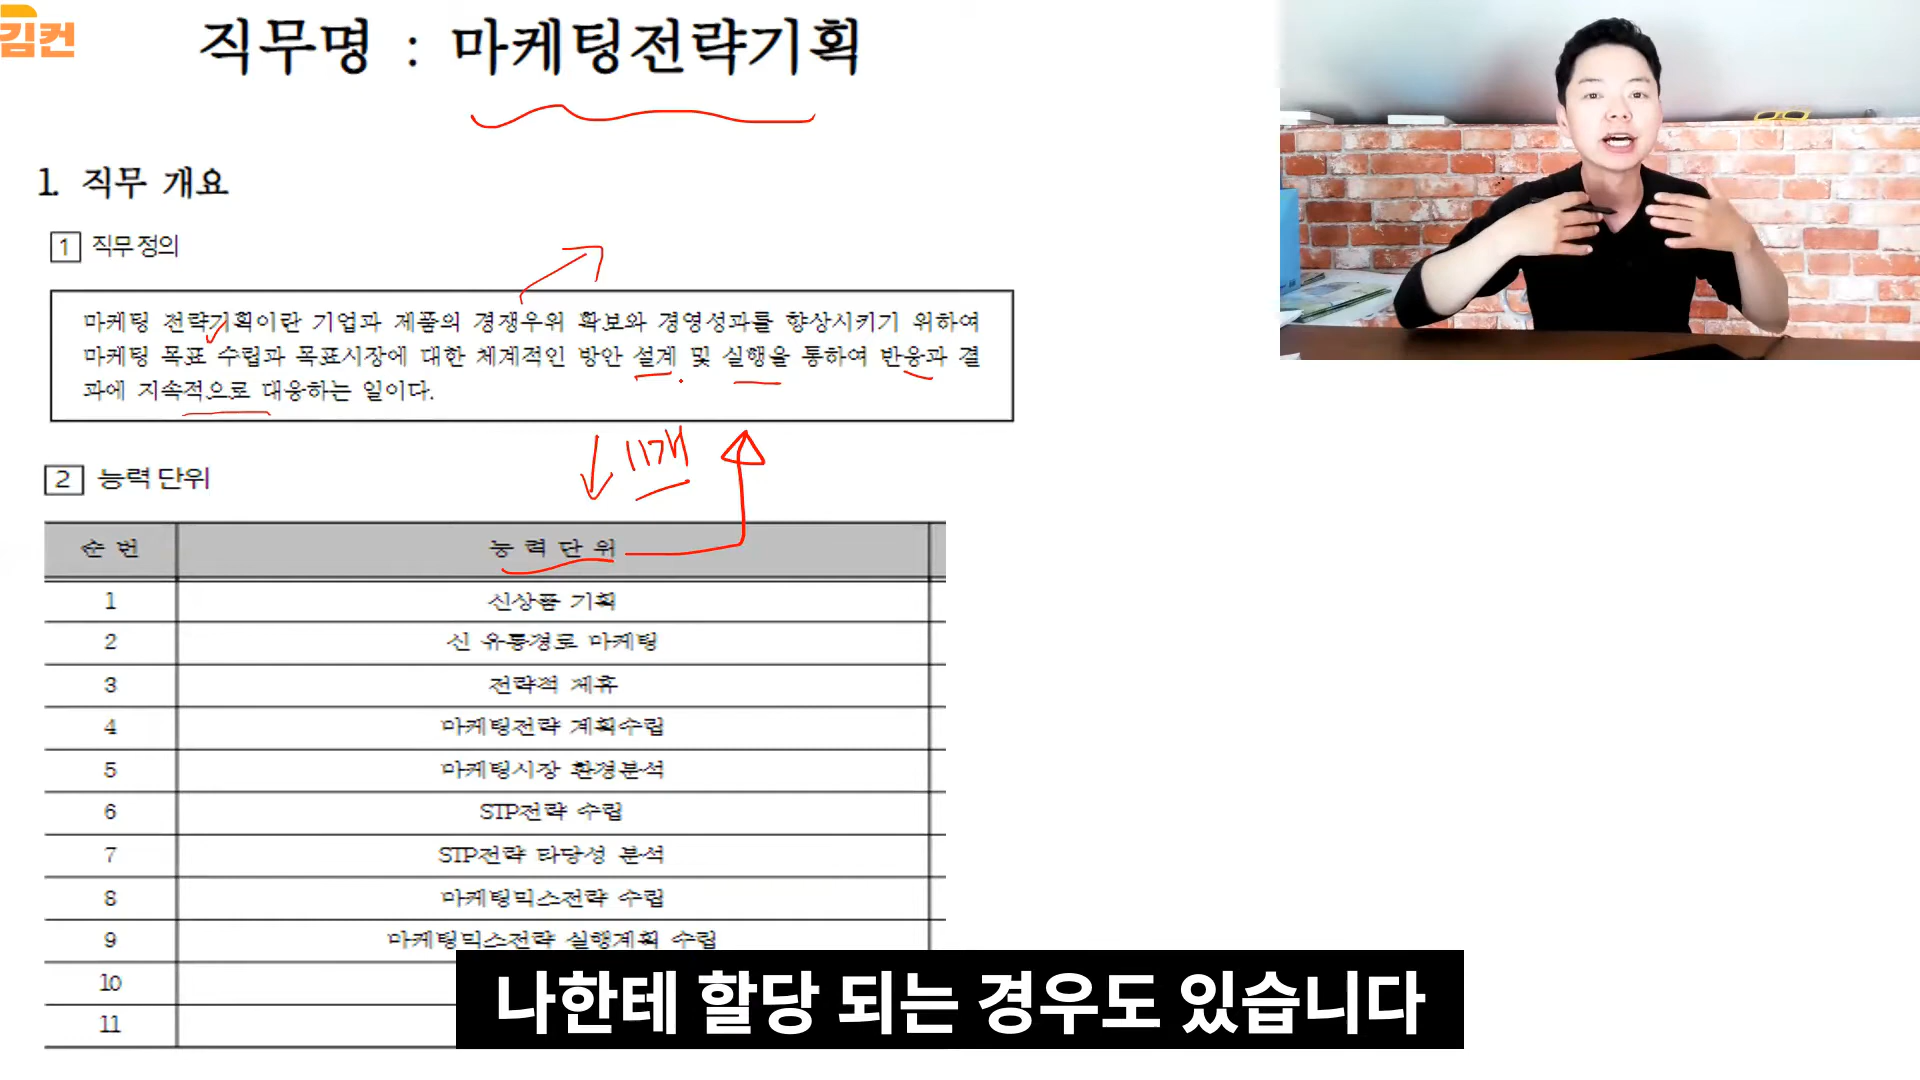 김컨
직무명 : 마케팅전략기획
1. 직무 개요
1 직무정의
마케팅 전략기획이란 기업과 제품의 경쟁우위 확보와 경영성과를 향상시키기 위하여
마케팅 목표 수립과 목표시장에 대한 체계적인 방안 설계 및 실행을 통하여 반응과 결
과에 지속적으로 대응하는 일이다.
11개
2 능력 단위
순 번 능 력 단 위
1 신상품 기획
2 신 유통경로 마케팅
3 전략적 제휴
4 마케팅전략 계획수립
5 마케팅시장 환경분석
6 STP전략 수립
7 STP전략 타당성 분석
8 마케팅믹스전략 수립
9 마케팅믹스전략 실행계획 수립
10
11
나한테 할당 되는 경우도 있습니다